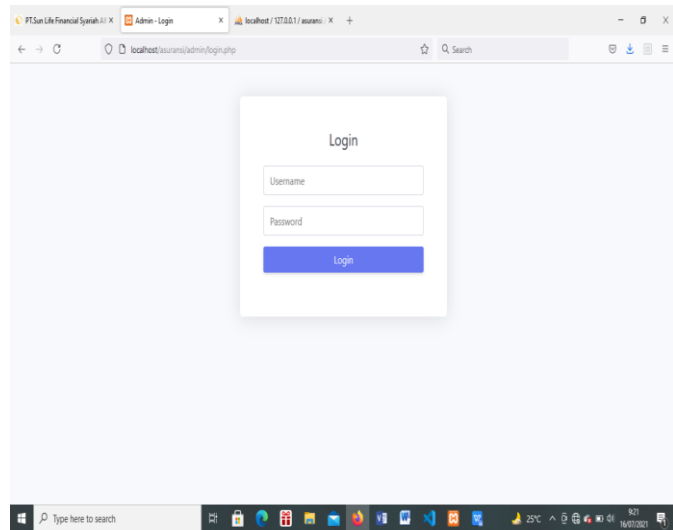 PT.Sun Life Financial Syariah
Admin - Login
localhost / 127.0.0.1 / asuransi /
localhost/asuransi/admin/login.php
Search
Login
Username
Password
Login
Type here to search
25°C
9:21
16/07/2021